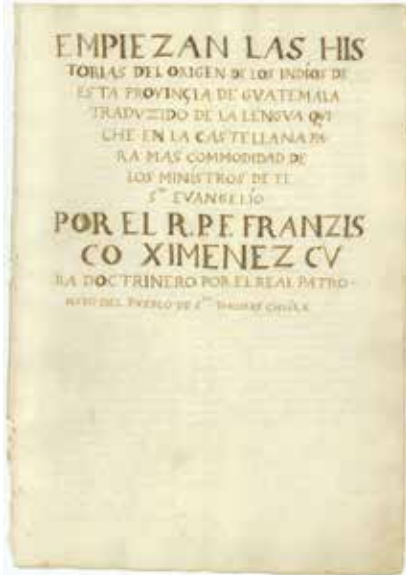 EMPIEZAN LAS HIS
TORIAS DEL ORIGEN DE LOS INDIOS DE
ESTA PROVINÇIA DE GVATEMALA
TRADVZIDO DE LA LENGVA QVI
CHE EN LA CASTELLANA PA
RA MAS COMMODIDAD DE
LOS MINISTROS DE
Sto EVANGELIO
POR EL R.P.F. FRANZIS
CO XIMENEZ CV
RA DOCTRINERO POR EL REAL PATRO-
NATO DEL PVEBLO DE Sto THOMAS CHVILA